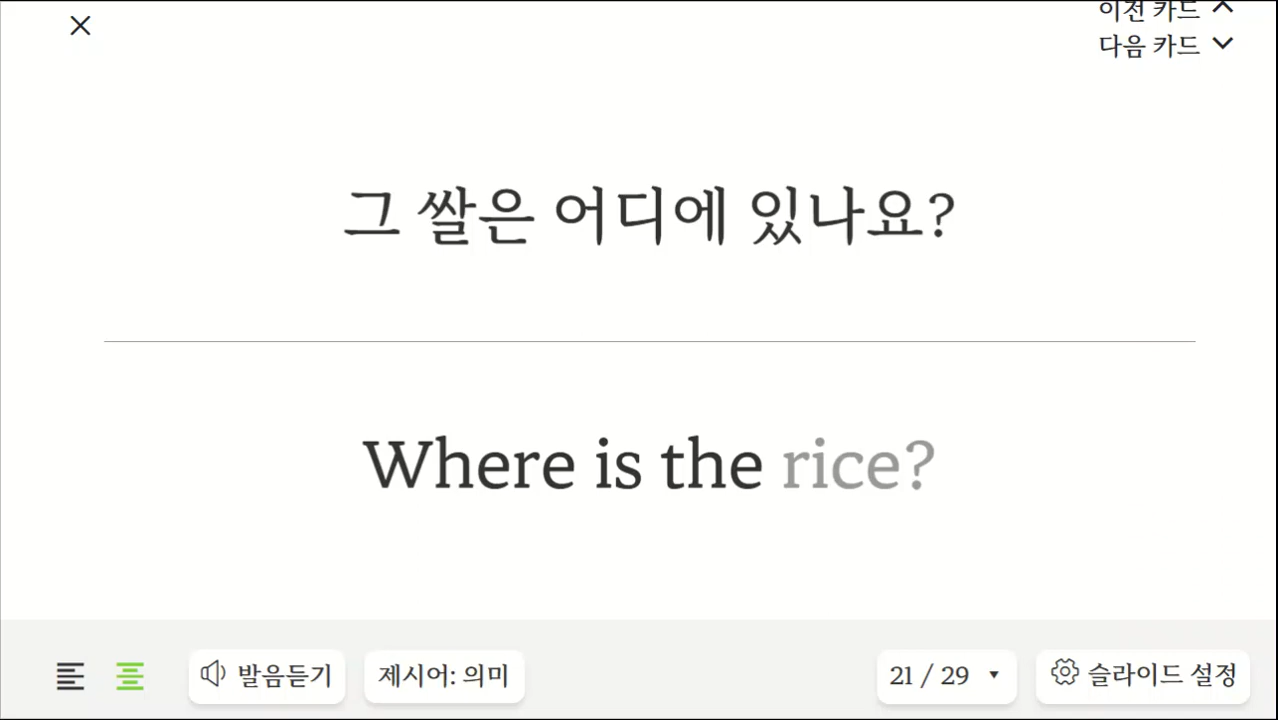 이전 카드
다음 카드
그 쌀은 어디에 있나요?
Where is the rice?
발음듣기
제시어: 의미
21 / 29
슬라이드 설정